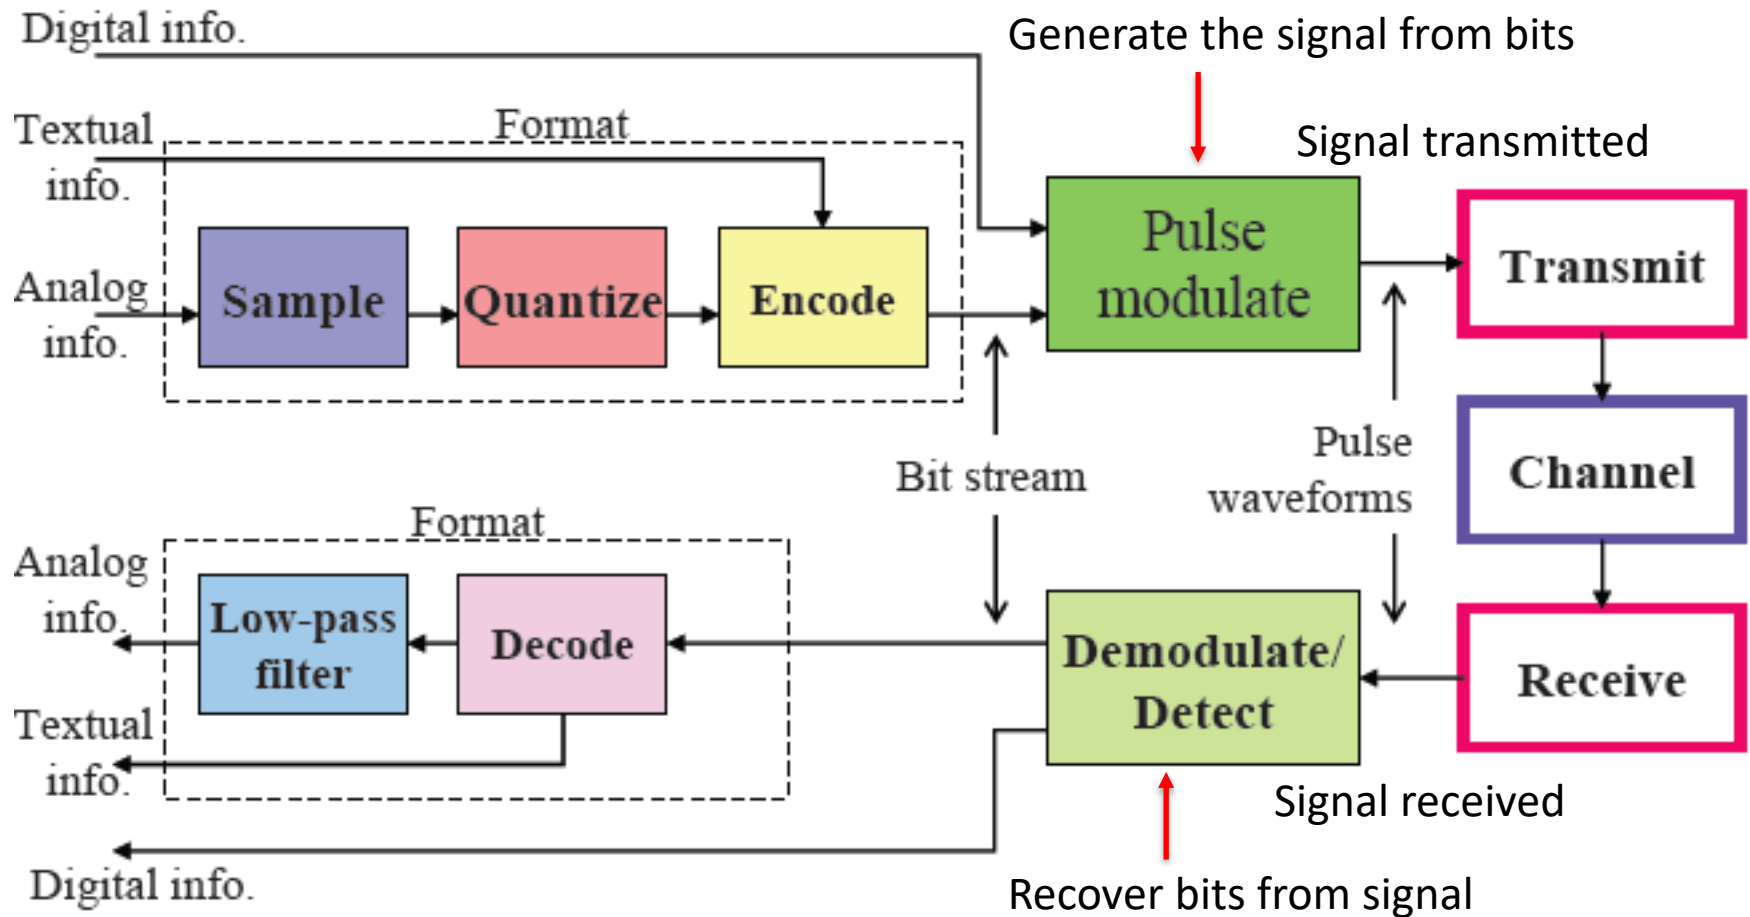 Digital info.
Generate the signal from bits
Textual
info.
Format
Signal transmitted
Analog
info.
Sample
Quantize
Encode
Pulse
modulate
Transmit
Bit stream
Pulse
waveforms
Channel
Format
Analog
info.
Low-pass
filter
Decode
Demodulate/
Detect
Receive
Textual
info.
Signal received
Digital info.
Recover bits from signal